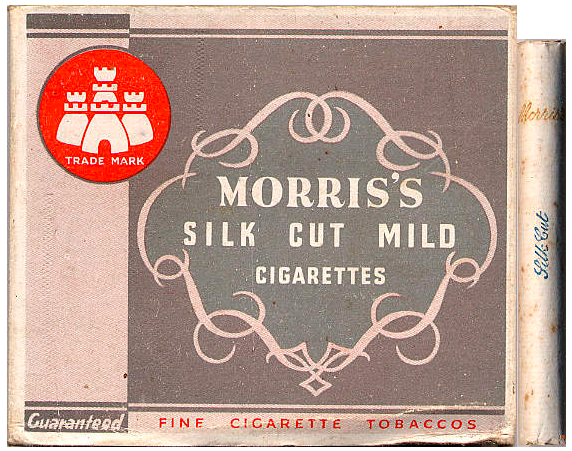 TRADE MARK
MORRIS'S
SILK CUT MILD
CIGARETTES
Guaranteed
FINE CIGARETTE TOBACCOS
Morris's
Silk Cut